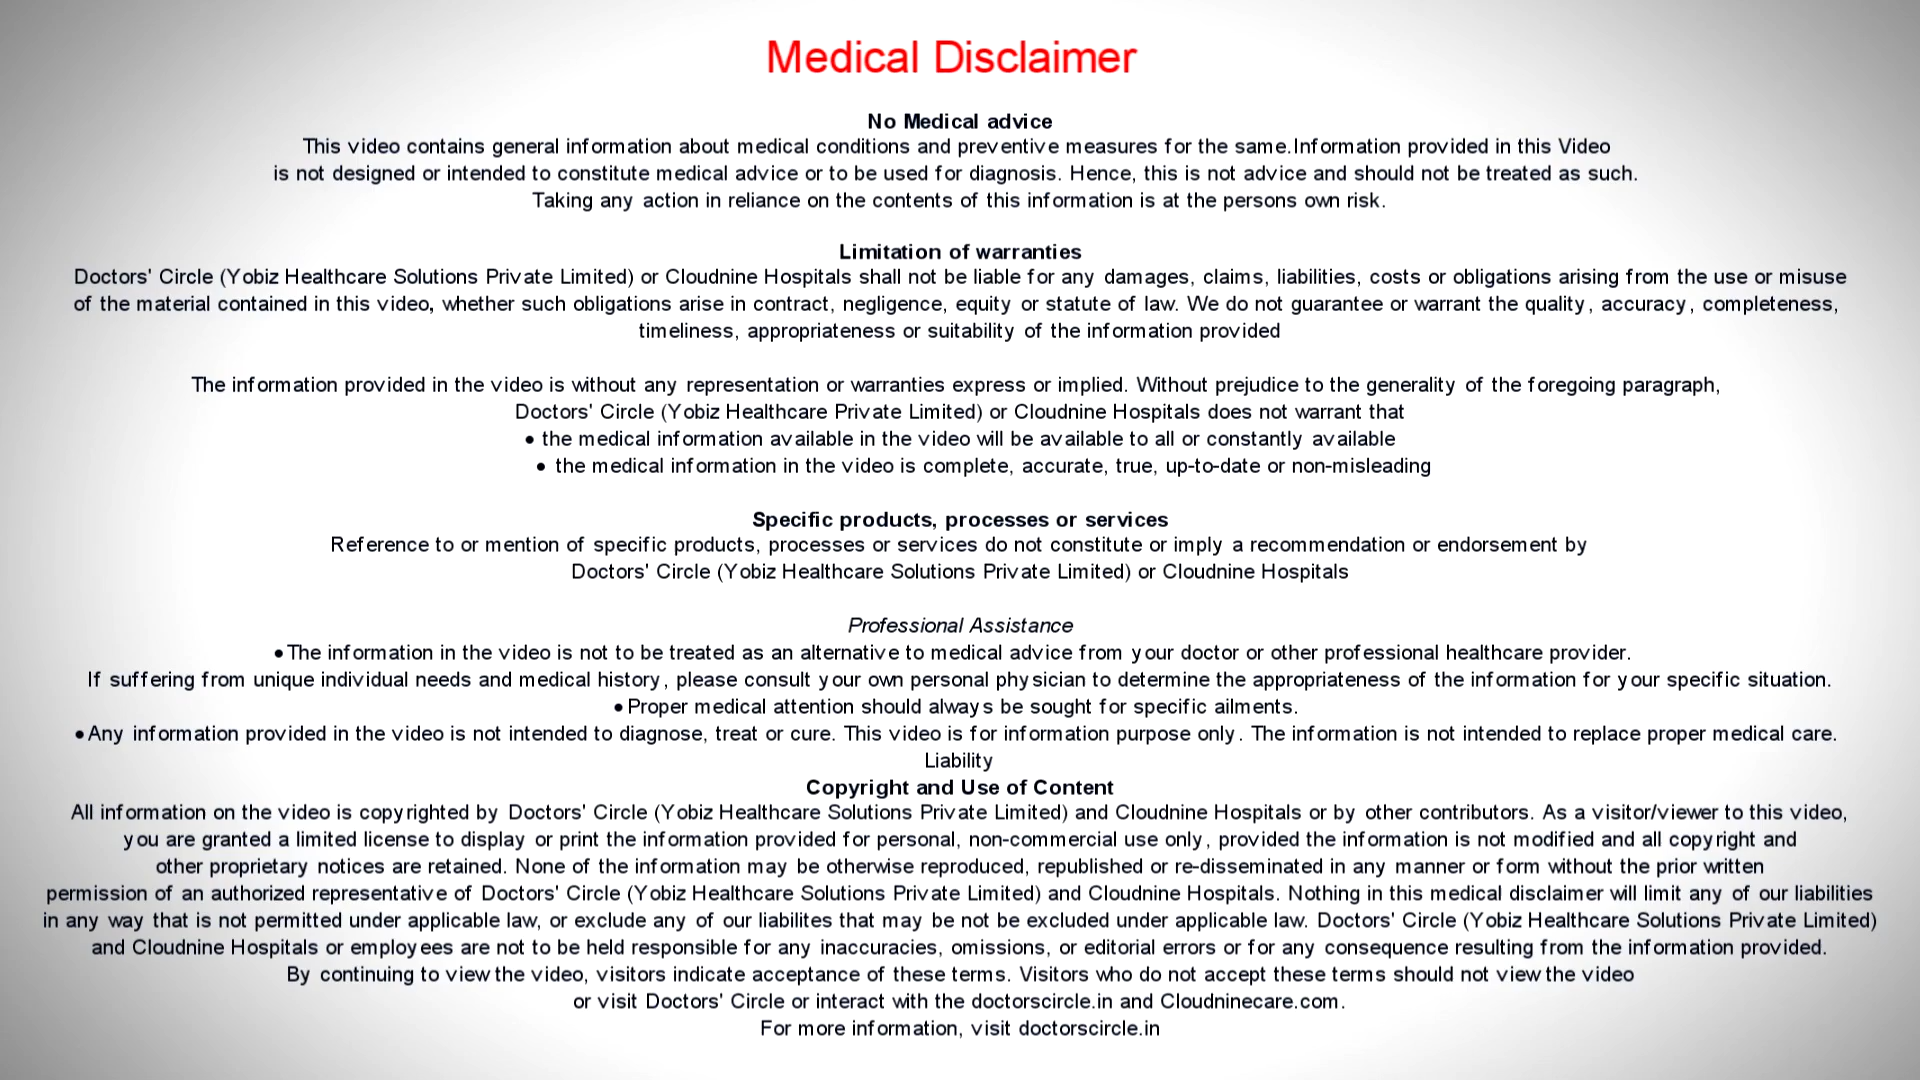 Medical Disclaimer
No Medical advice
This video contains general information about medical conditions and preventive measures for the same.Information provided in this Video
is not designed or intended to constitute medical advice or to be used for diagnosis. Hence, this is not advice and should not be treated as such.
Taking any action in reliance on the contents of this information is at the persons own risk.
Limitation of warranties
Doctors' Circle (Yobiz Healthcare Solutions Private Limited) or Cloudnine Hospitals shall not be liable for any damages, claims, liabilities, costs or obligations arising from the use or misuse
of the material contained in this video, whether such obligations arise in contract, negligence, equity or statute of law. We do not guarantee or warrant the quality, accuracy, completeness,
timeliness, appropriateness or suitability of the information provided
The information provided in the video is without any representation or warranties express or implied. Without prejudice to the generality of the foregoing paragraph,
Doctors' Circle (Yobiz Healthcare Private Limited) or Cloudnine Hospitals does not warrant that
• the medical information available in the video will be available to all or constantly available
• the medical information in the video is complete, accurate, true, up-to-date or non-misleading
Specific products, processes or services
Reference to or mention of specific products, processes or services do not constitute or imply a recommendation or endorsement by
Doctors' Circle (Yobiz Healthcare Solutions Private Limited) or Cloudnine Hospitals
Professional Assistance
•The information in the video is not to be treated as an alternative to medical advice from your doctor or other professional healthcare provider.
If suffering from unique individual needs and medical history, please consult your own personal physician to determine the appropriateness of the information for your specific situation.
•Proper medical attention should always be sought for specific ailments.
•Any information provided in the video is not intended to diagnose, treat or cure. This video is for information purpose only. The information is not intended to replace proper medical care.
Liability
Copyright and Use of Content
All information on the video is copyrighted by Doctors' Circle (Yobiz Healthcare Solutions Private Limited) and Cloudnine Hospitals or by other contributors. As a visitor/viewer to this video,
you are granted a limited license to display or print the information provided for personal, non-commercial use only, provided the information is not modified and all copyright and
other proprietary notices are retained. None of the information may be otherwise reproduced, republished or re-disseminated in any manner or form without the prior written
permission of an authorized representative of Doctors' Circle (Yobiz Healthcare Solutions Private Limited) and Cloudnine Hospitals. Nothing in this medical disclaimer will limit any of our liabilities
in any way that is not permitted under applicable law, or exclude any of our liabilites that may be not be excluded under applicable law. Doctors' Circle (Yobiz Healthcare Solutions Private Limited)
and Cloudnine Hospitals or employees are not to be held responsible for any inaccuracies, omissions, or editorial errors or for any consequence resulting from the information provided.
By continuing to view the video, visitors indicate acceptance of these terms. Visitors who do not accept these terms should not view the video
or visit Doctors' Circle or interact with the doctorscircle.in and Cloudninecare.com.
For more information, visit doctorscircle.in